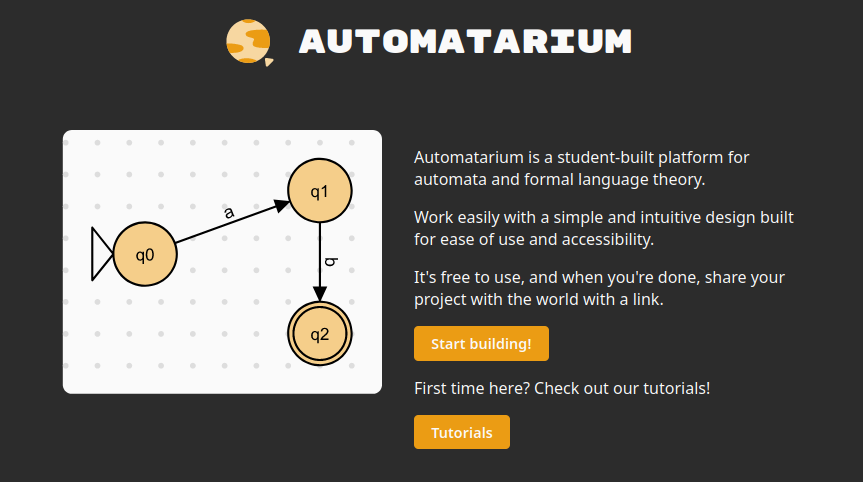 AUTOMATARIUM
q0
a
q1
b
q2
Automatarium is a student-built platform for
automata and formal language theory.
Work easily with a simple and intuitive design built
for ease of use and accessibility.
It's free to use, and when you're done, share your
project with the world with a link.
Start building!
First time here? Check out our tutorials!
Tutorials